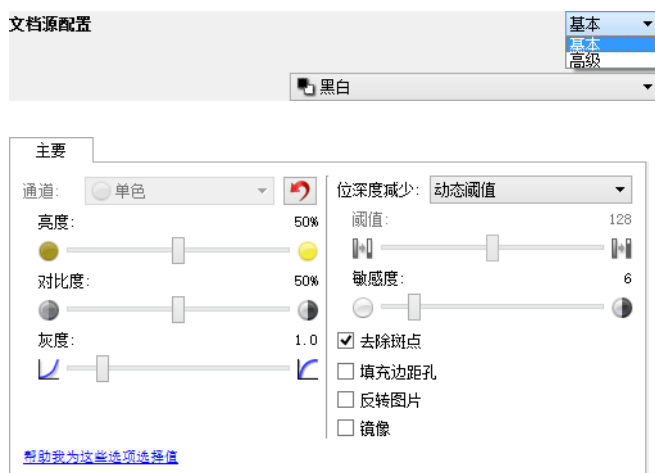 文档源配置
基本
基本
高级
黑白
主要
通道: 单色
亮度: 50%
对比度: 50%
灰度: 1.0
位深度减少: 动态阈值
阈值: 128
敏感度: 6
去除斑点
填充边距孔
反转图片
镜像
帮助我为这些选项选择值